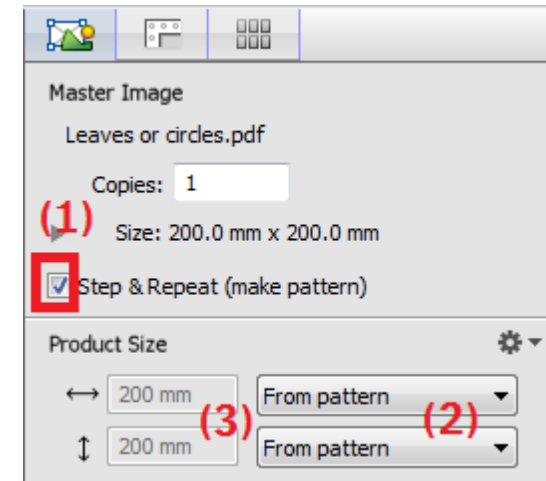 Master Image
Leaves or circles.pdf
Copies: 1
(1) Size: 200.0 mm x 200.0 mm
Step & Repeat (make pattern)
Product Size
200 mm (3) From pattern (2)
200 mm From pattern